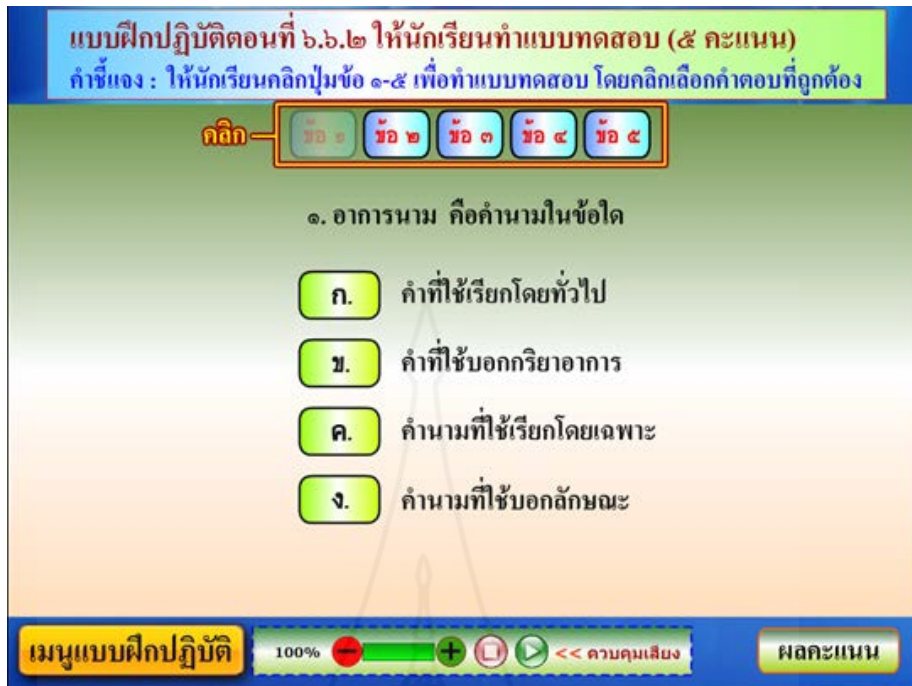 แบบฝึกปฏิบัติตอนที่ ๖.๖.๒ ให้นักเรียนทำแบบทดสอบ (๕ คะแนน)
คำชี้แจง : ให้นักเรียนคลิกปุ่มข้อ ๑-๕ เพื่อทำแบบทดสอบ โดยคลิกเลือกคำตอบที่ถูกต้อง
คลิก ข้อ ๑ ข้อ ๒ ข้อ ๓ ข้อ ๔ ข้อ ๕
๑. อาการนาม คือคำนามในข้อใด
ก. คำที่ใช้เรียกโดยทั่วไป
ข. คำที่ใช้บอกกริยาอาการ
ค. คำนามที่ใช้เรียกโดยเฉพาะ
ง. คำนามที่ใช้บอกลักษณะ
เมนูแบบฝึกปฏิบัติ 100% << ควบคุมเสียง ผลคะแนน